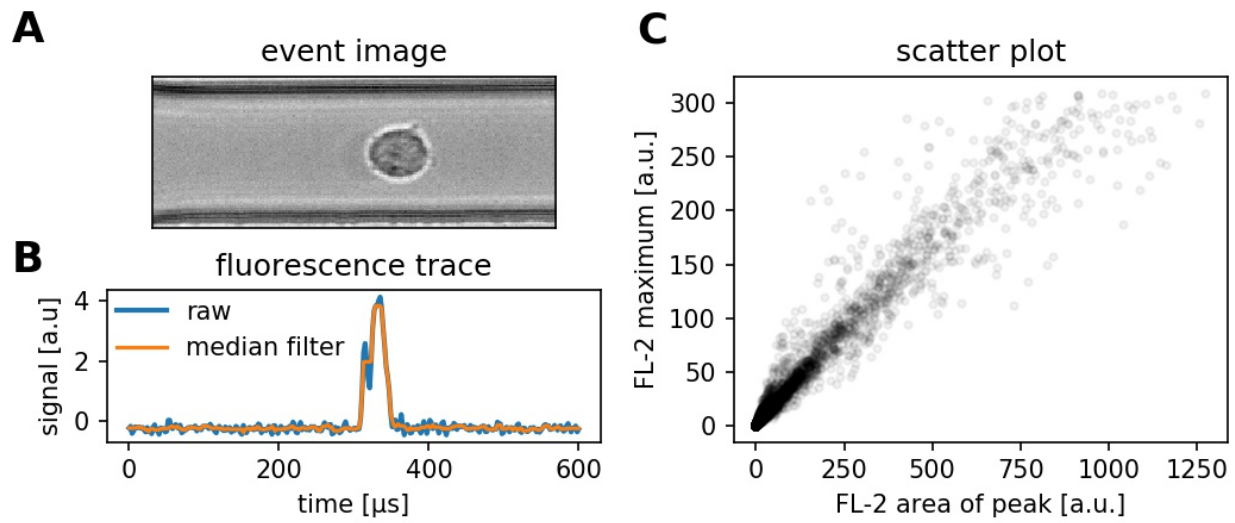 A
event image
B
fluorescence trace
raw
median filter
signal [a.u]
4
2
0
0
200
400
600
time [µs]
C
scatter plot
FL-2 maximum [a.u.]
300
250
200
150
100
50
0
0
250
500
750
1000
1250
FL-2 area of peak [a.u.]